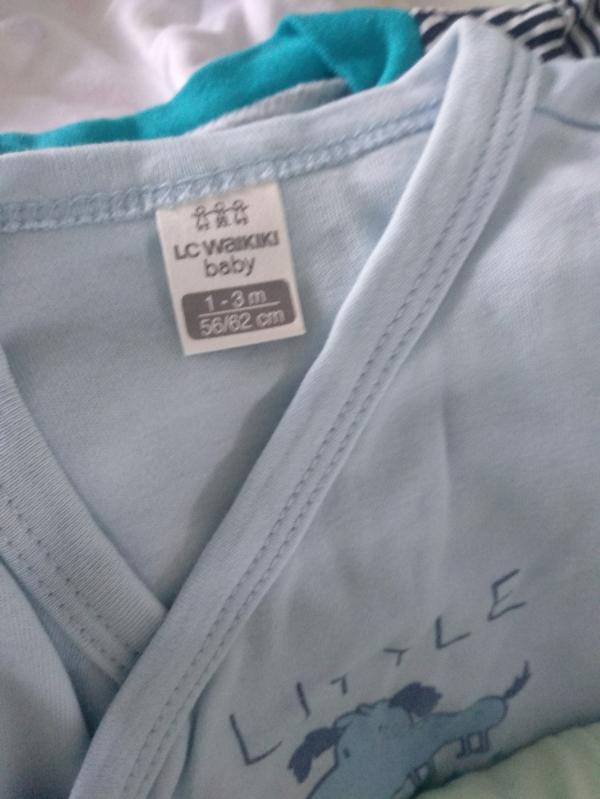 LC WAIKIKI
baby
1 - 3 m
56/62 cm
LITTLE